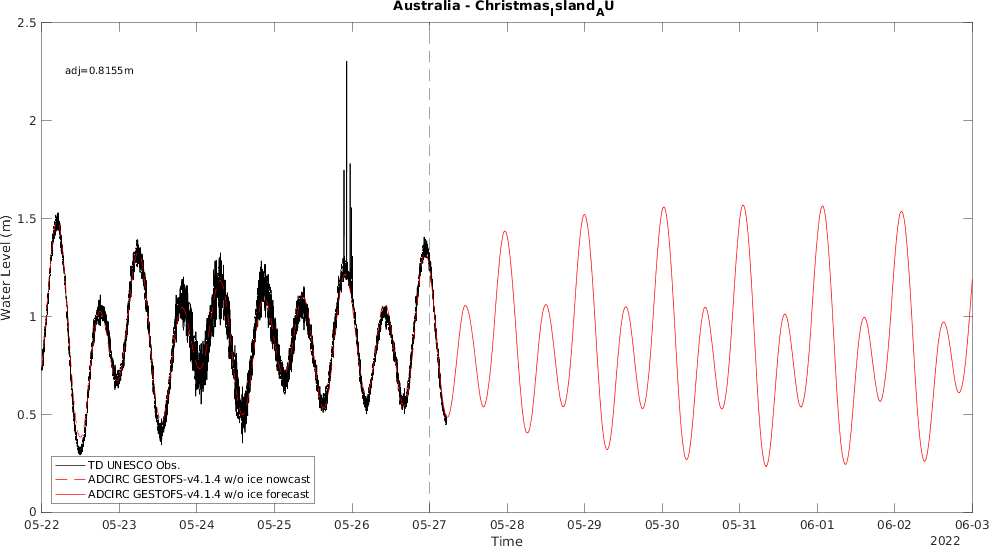 Australia - Christmas_Island_AU
adj=0.8155m
2.5
2
1.5
1
0.5
0
Water Level (m)
TD UNESCO Obs.
ADCIRC GESTOFS-v4.1.4 w/o ice nowcast
ADCIRC GESTOFS-v4.1.4 w/o ice forecast
05-22 05-23 05-24 05-25 05-26 05-27 05-28 05-29 05-30 05-31 06-01 06-02 06-03
Time
2022